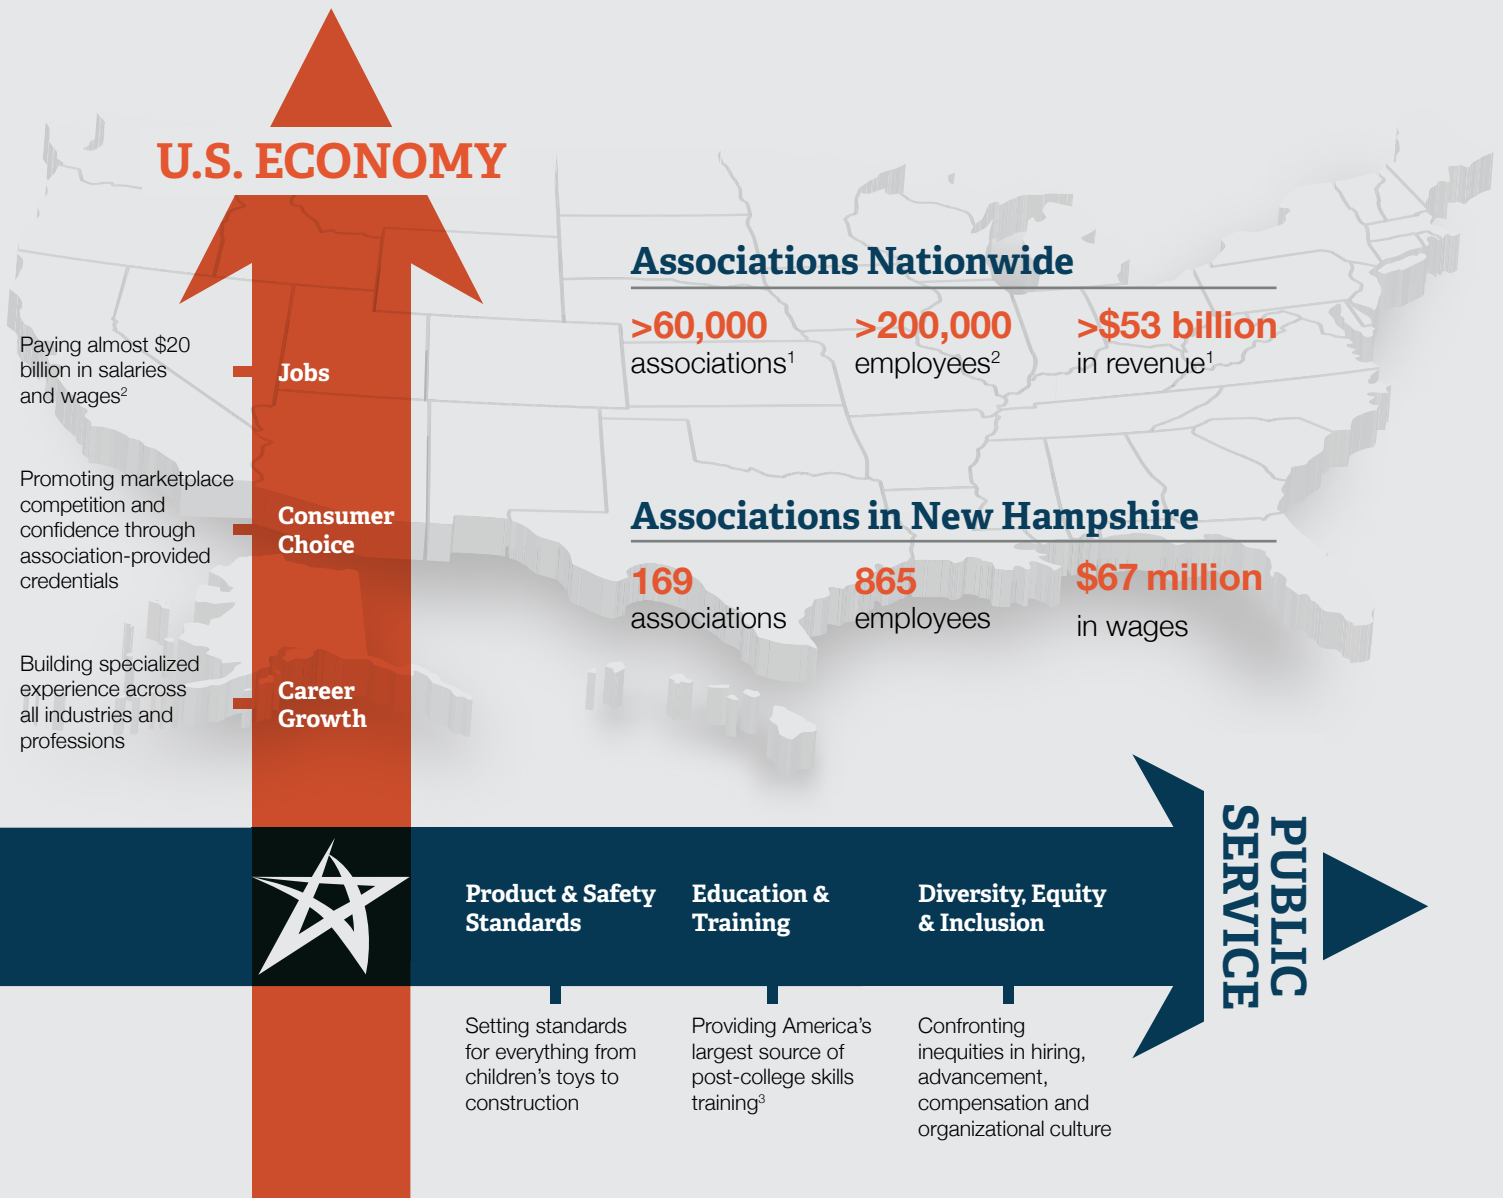 U.S. ECONOMY
Paying almost $20
billion in salaries
and wages²
Jobs
Promoting marketplace
competition and
confidence through
association-provided
credentials
Consumer
Choice
Building specialized
experience across
all industries and
professions
Career
Growth
Associations Nationwide
>60,000
associations¹
>200,000
employees²
>$53 billion
in revenue¹
Associations in New Hampshire
169
associations
865
employees
$67 million
in wages
PUBLIC
SERVICE
Product & Safety
Standards
Setting standards
for everything from
children’s toys to
construction
Education &
Training
Providing America’s
largest source of
post-college skills
training³
Diversity, Equity
& Inclusion
Confronting
inequities in hiring,
advancement,
compensation and
organizational culture